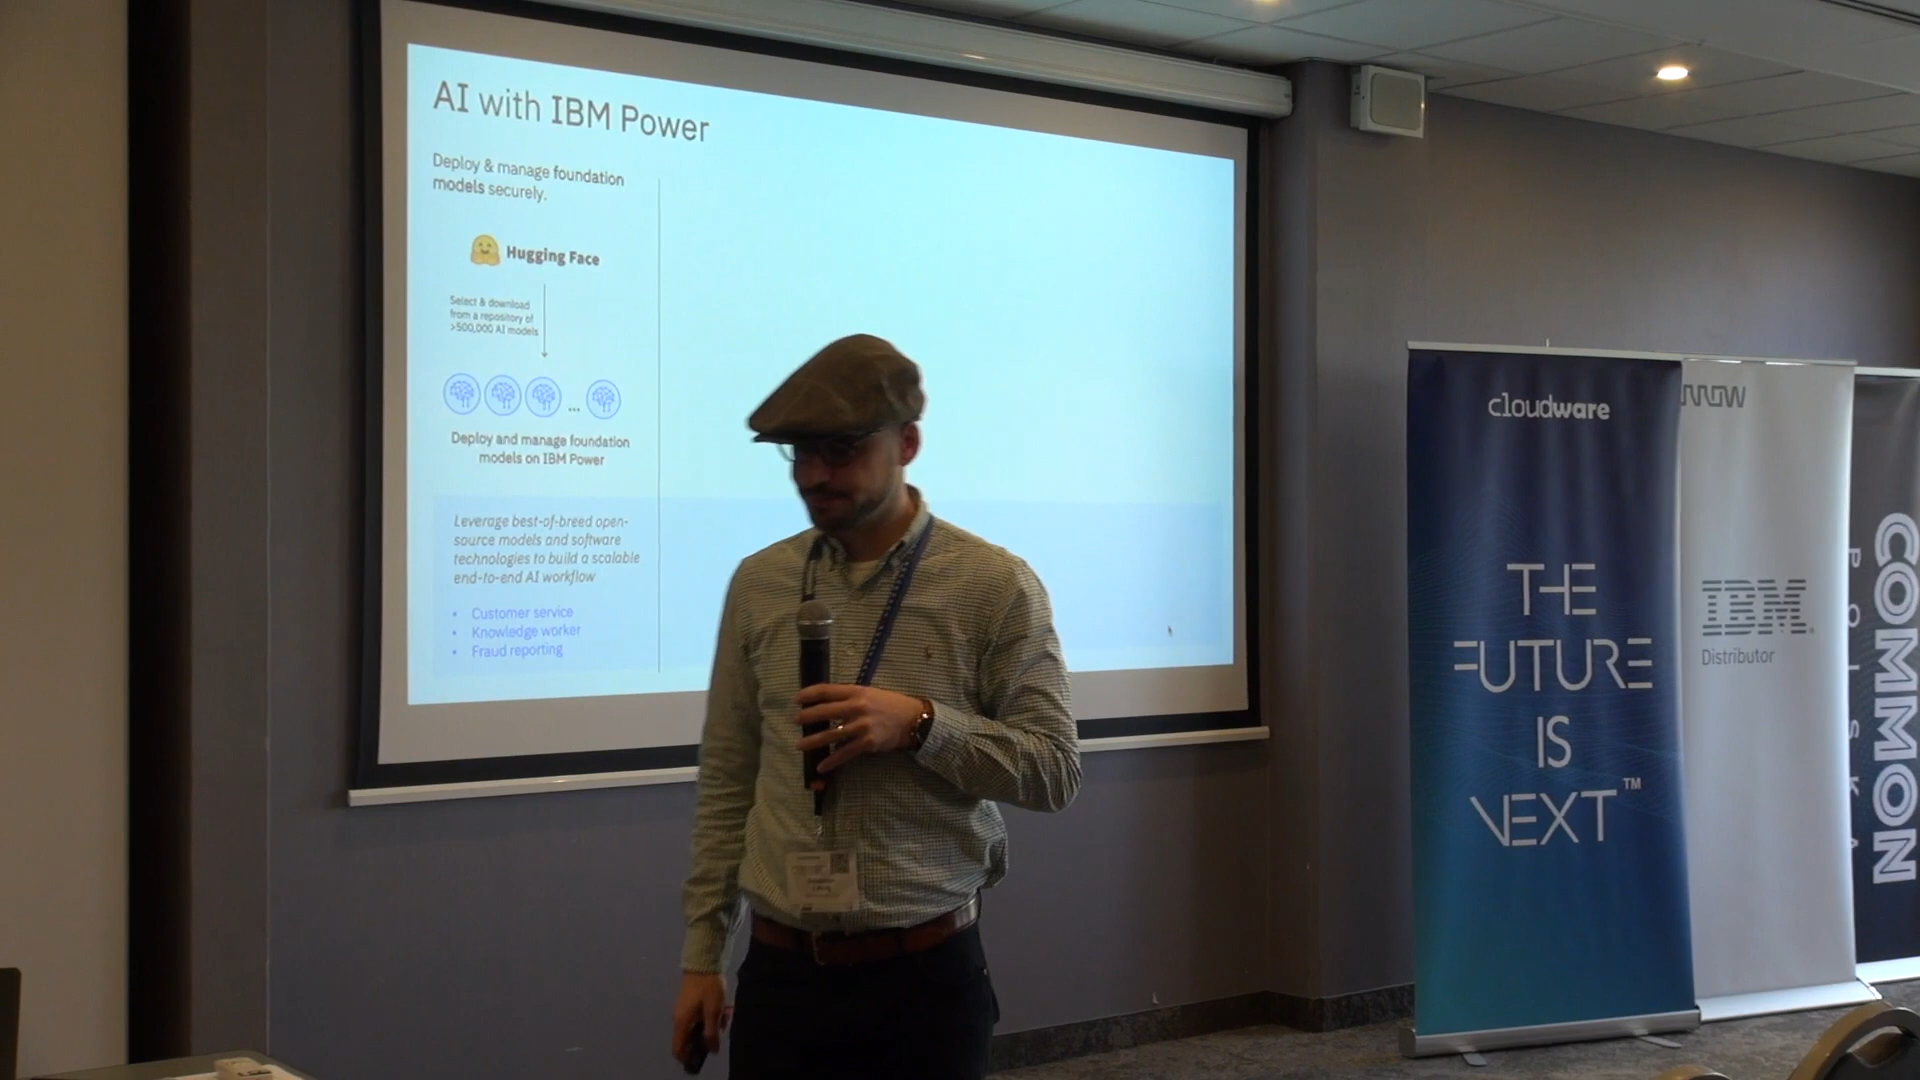 AI with IBM Power
Deploy & manage foundation
models securely.
Hugging Face
Select & download
from a repository of
>500,000 AI models
...
Deploy and manage foundation
models on IBM Power
Leverage best-of-breed open-
source models and software
technologies to build a scalable
end-to-end AI workflow
• Customer service
• Knowledge worker
• Fraud reporting
cloudware
THE
FUTURE
IS
NEXT™
IBM®
Distributor
COMMON
POLSKA